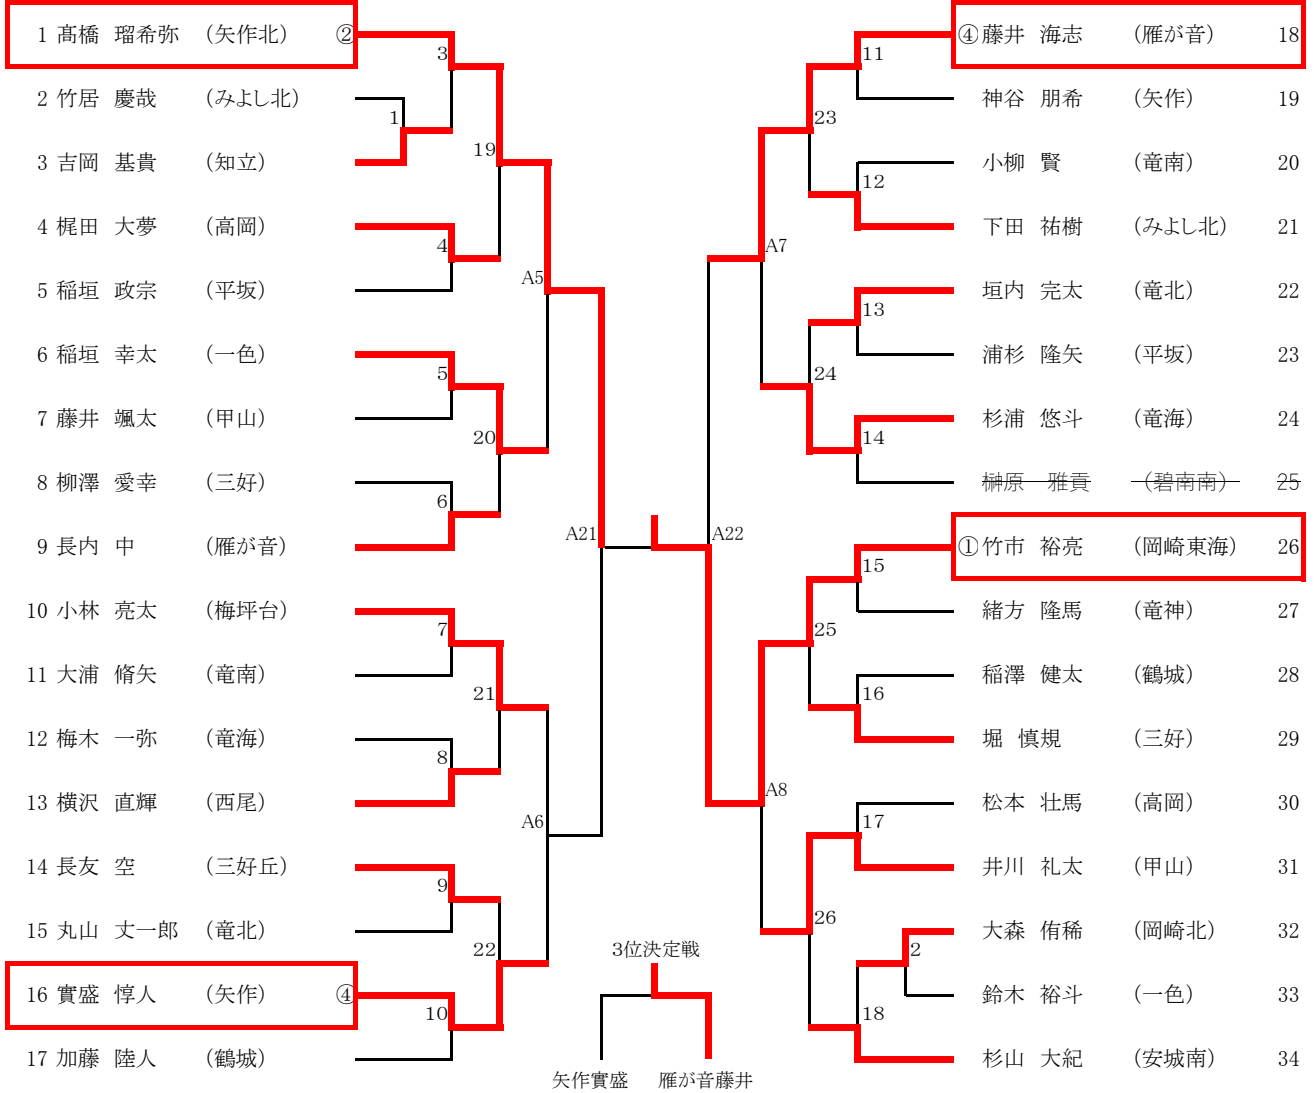 1 髙橋 瑠希弥 (矢作北) ②
2 竹居 慶哉 (みよし北)
3 吉岡 基貴 (知立)
4 梶田 大夢 (高岡)
5 稲垣 政宗 (平坂)
6 稲垣 幸太 (一色)
7 藤井 颯太 (甲山)
8 柳澤 愛幸 (三好)
9 長内 中 (雁が音)
10 小林 亮太 (梅坪台)
11 大浦 脩矢 (竜南)
12 梅木 一弥 (竜海)
13 横沢 直輝 (西尾)
14 長友 空 (三好丘)
15 丸山 丈一郎 (竜北)
16 實盛 惇人 (矢作) ④
17 加藤 陸人 (鶴城)
3
1
19
4
A5
5
20
6
A21
7
21
8
A6
9
22
10
④藤井 海志 (雁が音) 18
神谷 朋希 (矢作) 19
小柳 賢 (竜南) 20
下田 祐樹 (みよし北) 21
垣内 完太 (竜北) 22
浦杉 隆矢 (平坂) 23
杉浦 悠斗 (竜海) 24
榊原 雅貢 (碧南南) 25
①竹市 裕亮 (岡崎東海) 26
緒方 隆馬 (竜神) 27
稲澤 健太 (鶴城) 28
堀 慎規 (三好) 29
松本 壮馬 (高岡) 30
井川 礼太 (甲山) 31
大森 侑稀 (岡崎北) 32
鈴木 裕斗 (一色) 33
杉山 大紀 (安城南) 34
11
23
12
A7
13
24
14
A22
15
25
16
A8
17
26
2
18
3位決定戦
矢作實盛 雁が音藤井